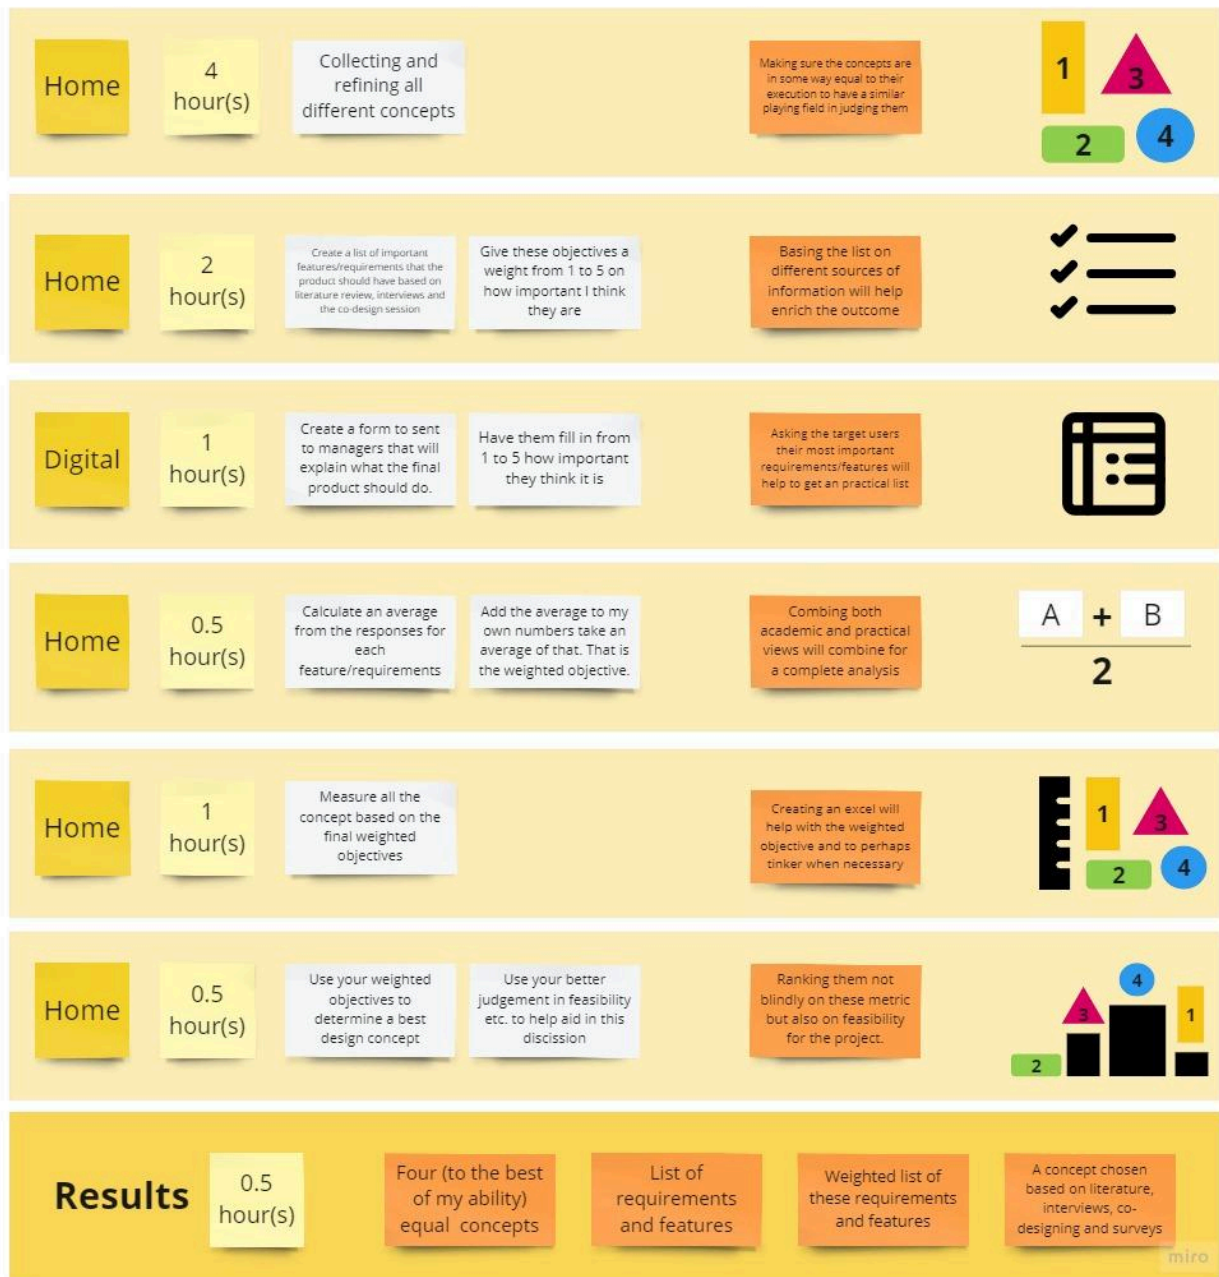 Home
4
hour(s)
Collecting and
refining all
different concepts
Making sure the concepts are
in some way equal to their
execution to have a similar
playing field in judging them
1
3
2
4
Home
2
hour(s)
Create a list of important
features/requirements that the
product should have based on
literature review, interviews and
the co-design session
Give these objectives a
weight from 1 to 5 on
how important I think
they are
Basing the list on
different sources of
information will help
enrich the outcome
Digital
1
hour(s)
Create a form to sent
to managers that will
explain what the final
product should do.
Have them fill in from
1 to 5 how important
they think it is
Asking the target users
their most important
requirements/features will
help to get an practical list
Home
0.5
hour(s)
Calculate an average
from the responses for
each
feature/requirements
Add the average to my
own numbers take an
average of that. That is
the weighted objective.
Combing both
academic and practical
views will combine for
a complete analysis
A + B
2
Home
1
hour(s)
Measure all the
concept based on the
final weighted
objectives
Creating an excel will
help with the weighted
objective and to perhaps
tinker when necessary
1
3
2
4
Home
0.5
hour(s)
Use your weighted
objectives to
determine a best
design concept
Use your better
judgement in feasibility
etc. to help aid in this
discission
Ranking them not
blindly on these metric
but also on feasibility
for the project.
4
3
1
2
Results
0.5
hour(s)
Four (to the best
of my ability)
equal concepts
List of
requirements
and features
Weighted list of
these requirements
and features
A concept chosen
based on literature,
interviews, co-
designing and surveys
miro